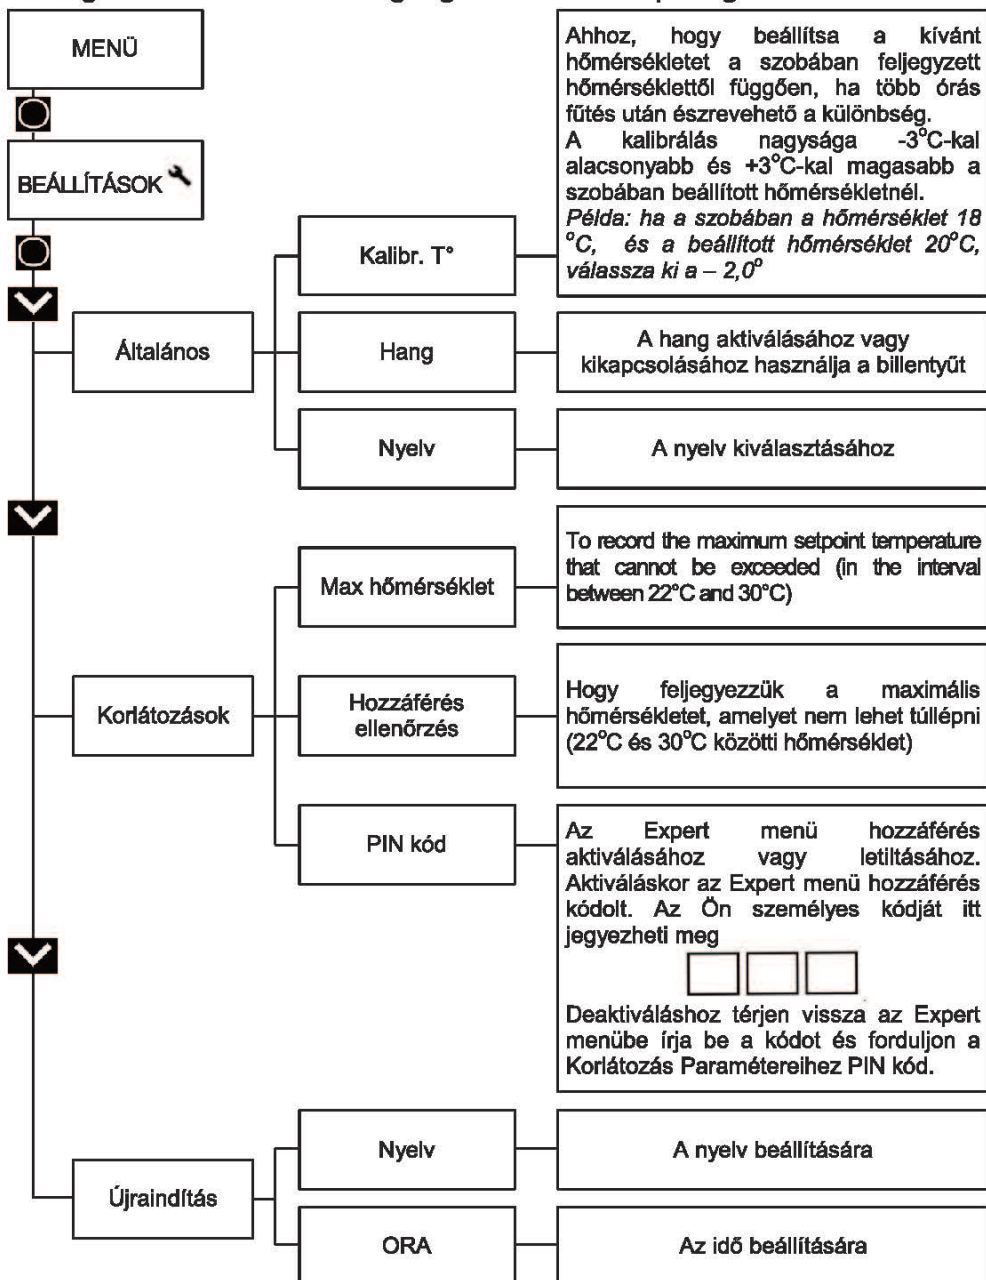 MENÜ
BEÁLLÍTÁSOK
Ahhoz, hogy beállítsa a kívánt
hőmérsékletet a szobában feljegyzett
hőmérséklettől függően, ha több órás
fűtés után észrevehető a különbség.
A kalibrálás nagysága -3°C-kal
alacsonyabb és +3°C-kal magasabb a
szobában beállított hőmérsékletnél.
Példa: ha a szobában a hőmérséklet 18
°C, és a beállított hőmérséklet 20°C,
válassza ki a – 2,0°
Kalibr. T°
Általános
Hang
A hang aktiválásához vagy
kikapcsolásához használja a billentyűt
Nyelv
A nyelv kiválasztásához
Max hőmérséklet
To record the maximum setpoint temperature
that cannot be exceeded (in the interval
between 22°C and 30°C)
Korlátozások
Hozzáférés
ellenőrzés
Hogy feljegyezzük a maximális
hőmérsékletet, amelyet nem lehet túllépni
(22°C és 30°C közötti hőmérséklet)
PIN kód
Az Expert menü hozzáférés
aktiválásához vagy letiltásához.
Aktiváláskor az Expert menü hozzáférés
kódolt. Az Ön személyes kódját itt
jegyezheti meg
Deaktiváláshoz térjen vissza az Expert
menübe írja be a kódot és forduljon a
Korlátozás Paramétereihez PIN kód.
Újraindítás
Nyelv
A nyelv beállítására
ORA
Az idő beállítására